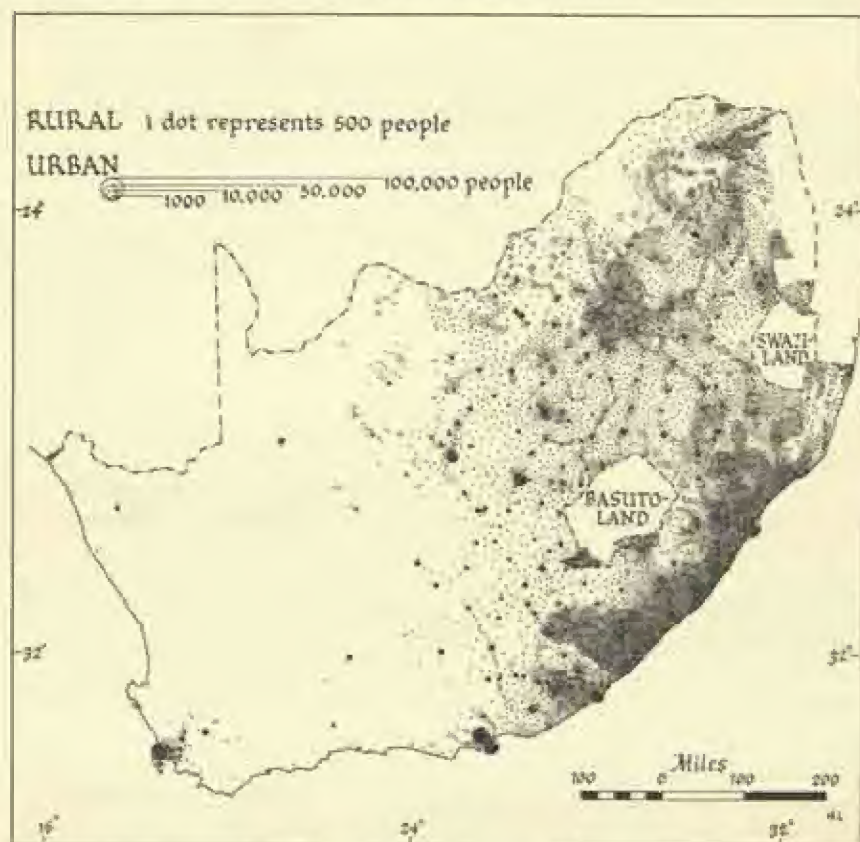 RURAL 1 dot represents 500 people
URBAN
1000 10,000 50,000 100,000 people
24° 24°
SWAZI-
LAND
BASUTO-
LAND
32° 32°
Miles
100 0 100 200
16° 24° 32°